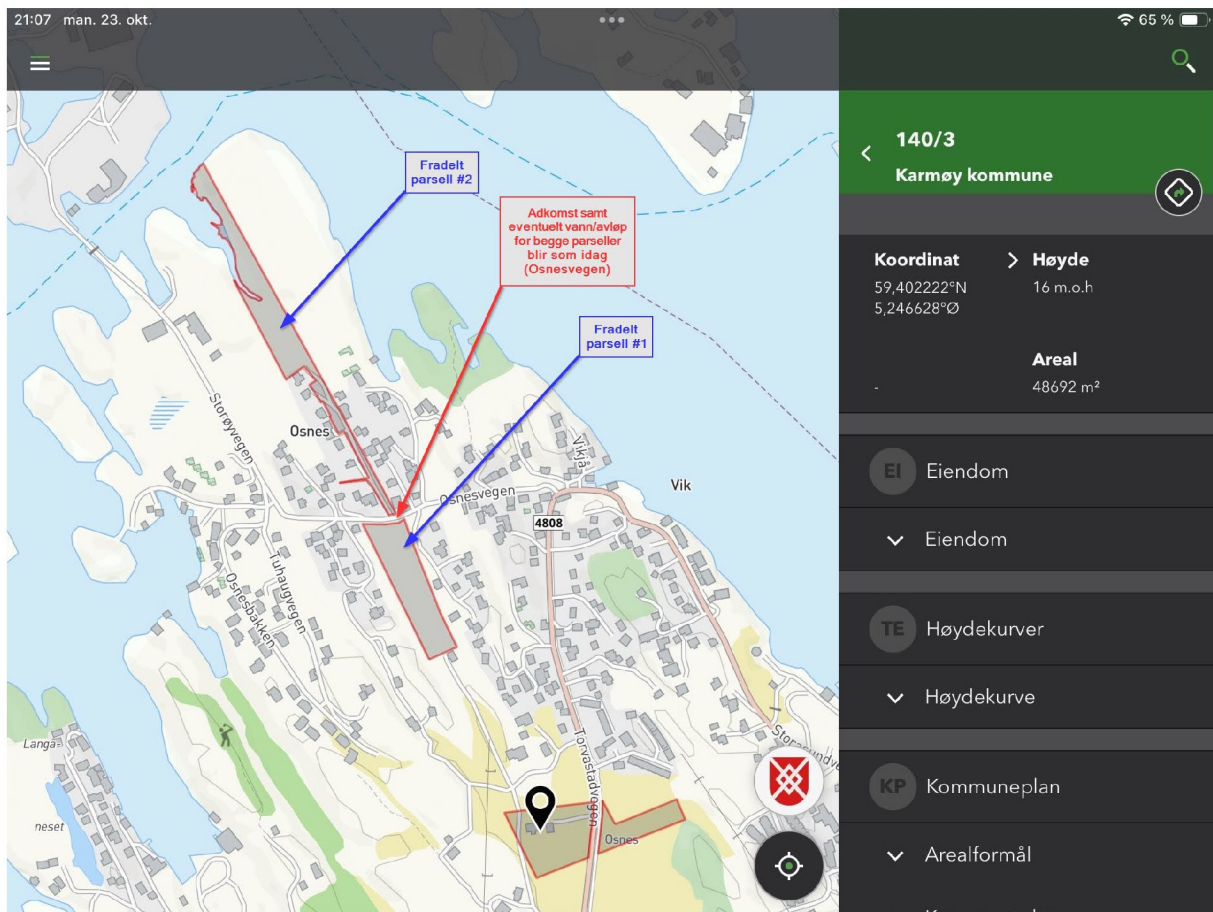 21:07 man. 23. okt.
65 %
140/3
Karmøy kommune
Koordinat
Høyde
59,402222°N
5,246628°Ø
16 m.o.h
Areal
-
48692 m²
EI Eiendom
Eiendom
TE Høydekurver
Høydekurve
KP Kommuneplan
Arealformål
Fradelt
parsell #2
Adkomst samt
eventuelt vann/avløp
for begge parseller
blir som idag
(Osnesvegen)
Fradelt
parsell #1
Storøyvegen
Osnes
Vikjå
Vik
Osnesvegen
4808
Tuhaugvegen
Osnesbakken
Langa-
neset
Torvastadvegen
Osnes